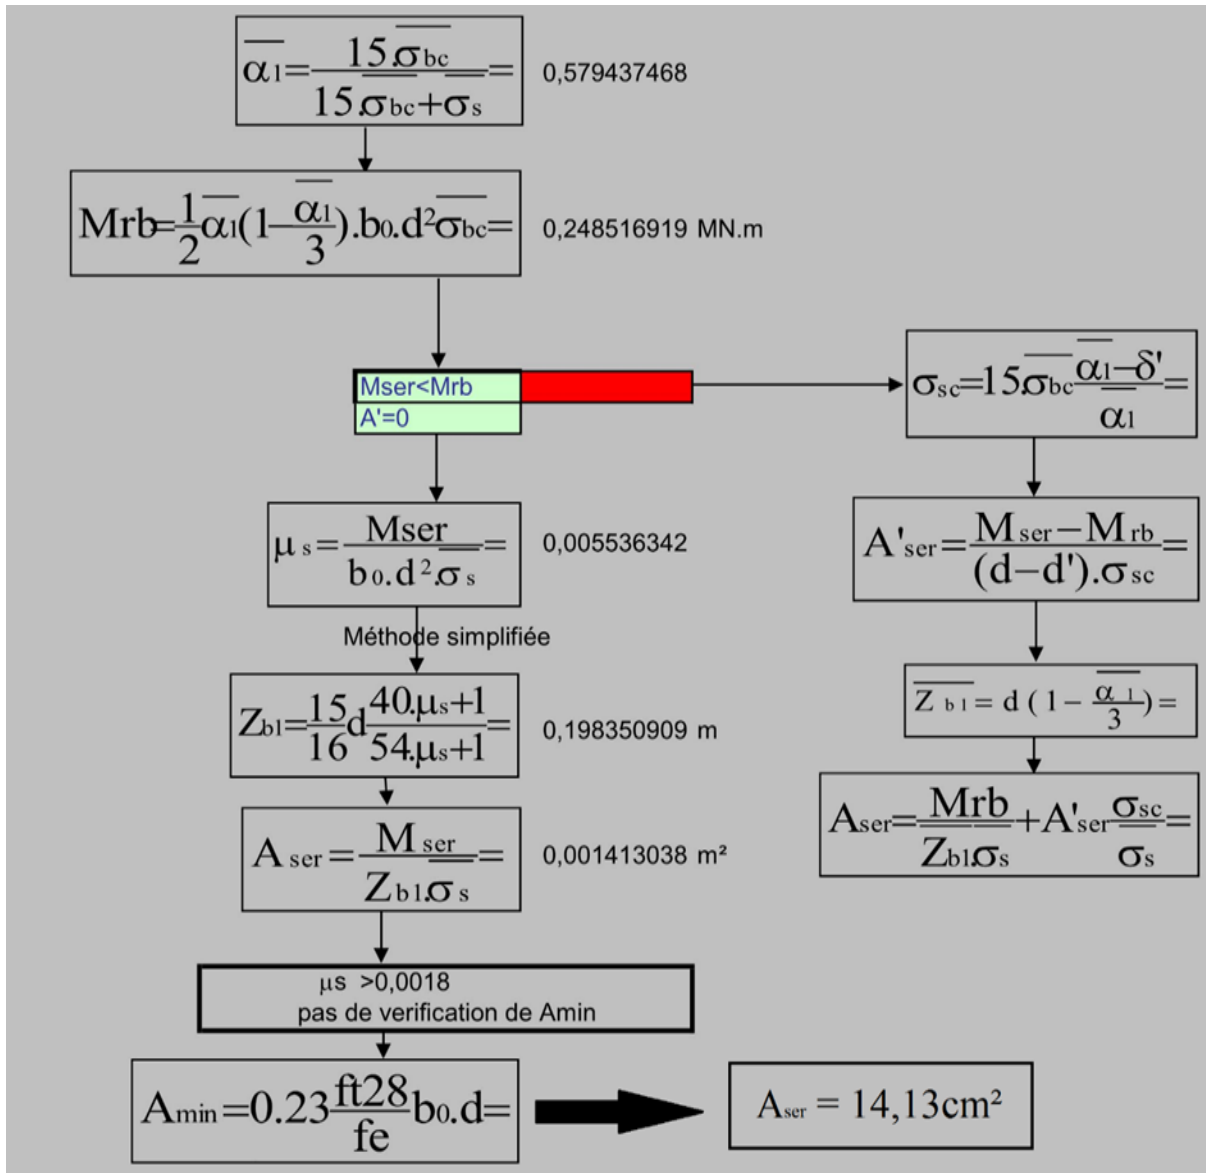 α̅₁ = 15.σ̅bc / (15.σ̅bc + σ̅s) = 0,579437468
Mrb = 1/2 α̅₁(1 − α̅₁/3).b₀.d² σ̅bc = 0,248516919 MN.m
Mser<Mrb
A'=0
μs = Mser / (b₀.d².σ̅s) = 0,005536342
Méthode simplifiée
Zb1 = 15/16 d (40.μs+1)/(54.μs+1) = 0,198350909 m
Aser = Mser / (Zb1.σ̅s) = 0,001413038 m²
μs >0,0018
pas de verification de Amin
Amin = 0.23 ft28/fe b₀.d =
Aser = 14,13cm²
σsc = 15.σ̅bc (α̅₁ − δ') / α̅₁ =
A'ser = (Mser − Mrb) / ((d−d').σsc) =
Z̅b1 = d ( 1 − α̅₁/3 ) =
Aser = Mrb / (Z̅b1.σ̅s) + A'ser σsc/σ̅s =